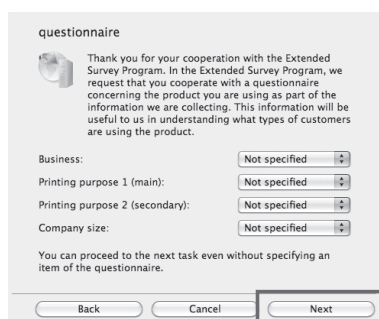 questionnaire
Thank you for your cooperation with the Extended
Survey Program. In the Extended Survey Program, we
request that you cooperate with a questionnaire
concerning the product you are using as part of the
information we are collecting. This information will be
useful to us in understanding what types of customers
are using the product.
Business: Not specified
Printing purpose 1 (main): Not specified
Printing purpose 2 (secondary): Not specified
Company size: Not specified
You can proceed to the next task even without specifying an
item of the questionnaire.
Back Cancel Next